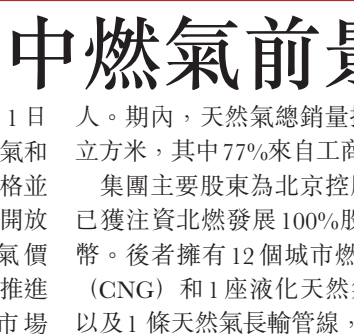 中燃氣前景
1日
氣和
格並
開放
氣價
推進
市場
人。期內，天然氣總銷量
立方米，其中77%來自工商
集團主要股東為北京控
已獲注資北燃發展100%股
幣。後者擁有12個城市燃
（CNG）和1座液化天然
以及1條天然氣長輸管線、